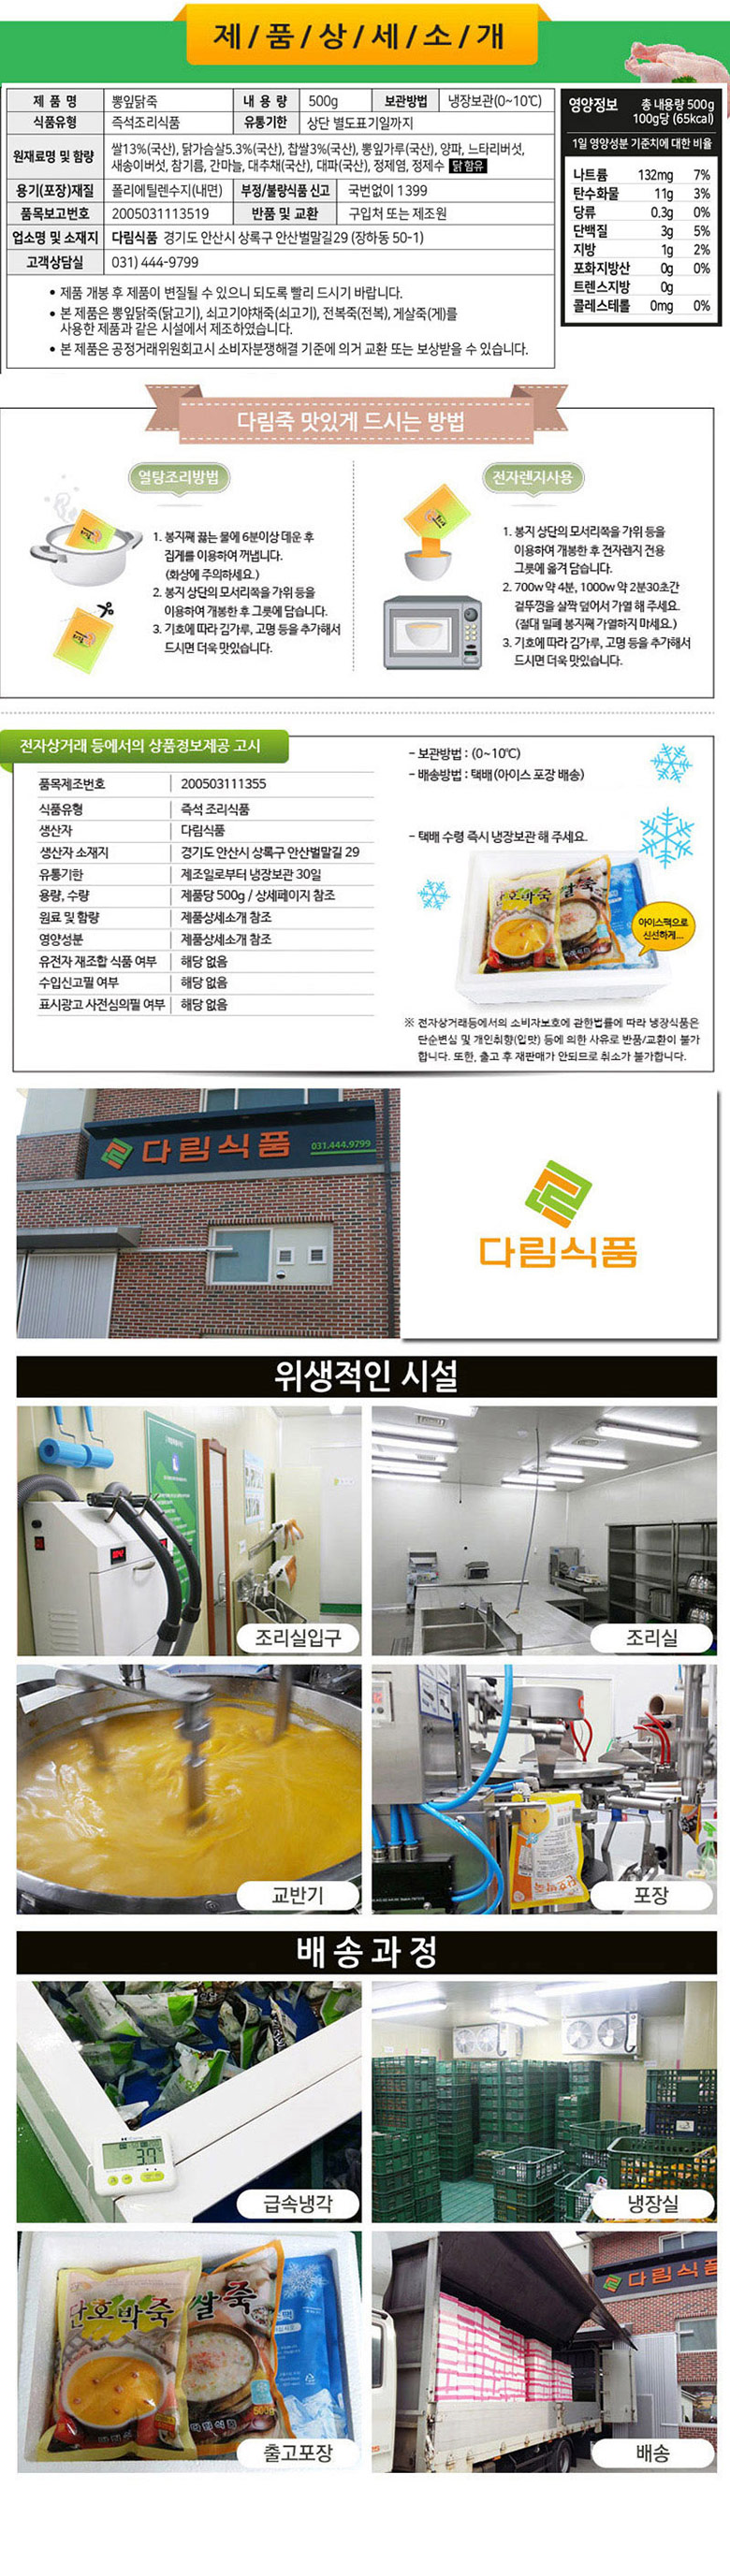 제/품/상/세/소/개
제 품 명 뽕잎닭죽 내 용 량 500g 보관방법 냉장보관(0~10℃)
식품유형 즉석조리식품 유통기한 상단 별도표기일까지
원재료명 및 함량 쌀13%(국산), 닭가슴살5.3%(국산), 찹쌀3%(국산), 뽕잎가루(국산), 양파, 느타리버섯,
새송이버섯, 참기름, 간마늘, 대추채(국산), 대파(국산), 정제염, 정제수 닭 함유
용기(포장)재질 폴리에틸렌수지(내면) 부정/불량식품 신고 국번없이 1399
품목보고번호 2005031113519 반품 및 교환 구입처 또는 제조원
업소명 및 소재지 다림식품 경기도 안산시 상록구 안산벌말길29 (장하동 50-1)
고객상담실 031) 444-9799
• 제품 개봉 후 제품이 변질될 수 있으니 되도록 빨리 드시기 바랍니다.
• 본 제품은 뽕잎닭죽(닭고기), 쇠고기야채죽(쇠고기), 전복죽(전복), 게살죽(게)를
사용한 제품과 같은 시설에서 제조하였습니다.
• 본 제품은 공정거래위원회고시 소비자분쟁해결 기준에 의거 교환 또는 보상받을 수 있습니다.
영양정보 총 내용량 500g
100g당 (65kcal)
1일 영양성분 기준치에 대한 비율
나트륨 132mg 7%
탄수화물 11g 3%
당류 0.3g 0%
단백질 3g 5%
지방 1g 2%
포화지방산 0g 0%
트렌스지방 0g
콜레스테롤 0mg 0%
다림죽 맛있게 드시는 방법
열탕조리방법
1. 봉지째 끓는 물에 6분이상 데운 후
집게를 이용하여 꺼냅니다.
(화상에 주의하세요.)
2. 봉지 상단의 모서리쪽을 가위 등을
이용하여 개봉한 후 그릇에 담습니다.
3. 기호에 따라 김가루, 고명 등을 추가해서
드시면 더욱 맛있습니다.
전자렌지사용
1. 봉지 상단의 모서리쪽을 가위 등을
이용하여 개봉한 후 전자렌지 전용
그릇에 옮겨 담습니다.
2. 700w 약 4분, 1000w 약 2분30초간
겉뚜껑을 살짝 덮어서 가열 해 주세요.
(절대 밀폐 봉지째 가열하지 마세요.)
3. 기호에 따라 김가루, 고명 등을 추가해서
드시면 더욱 맛있습니다.
전자상거래 등에서의 상품정보제공 고시
품목제조번호 200503111355
식품유형 즉석 조리식품
생산자 다림식품
생산자 소재지 경기도 안산시 상록구 안산벌말길 29
유통기한 제조일로부터 냉장보관 30일
용량, 수량 제품당 500g / 상세페이지 참조
원료 및 함량 제품상세소개 참조
영양성분 제품상세소개 참조
유전자 재조합 식품 여부 해당 없음
수입신고필 여부 해당 없음
표시광고 사전심의필 여부 해당 없음
- 보관방법 : (0~10℃)
- 배송방법 : 택배(아이스 포장 배송)
- 택배 수령 즉시 냉장보관 해 주세요.
단호박죽
쌀죽
아이스팩으로
신선하게...
※ 전자상거래등에서의 소비자보호에 관한법률에 따라 냉장식품은
단순변심 및 개인취향(입맛) 등에 의한 사유로 반품/교환이 불가
합니다. 또한, 출고 후 재판매가 안되므로 취소가 불가합니다.
다림식품 031.444.9799
다림식품
위생적인 시설
조리실입구
조리실
교반기
포장
배송과정
3.7
급속냉각
냉장실
단호박죽
쌀죽
다림식품
500g
출고포장
다림식품
배송